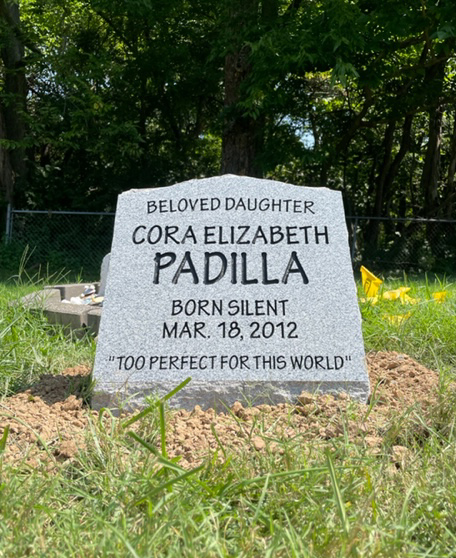 BELOVED DAUGHTER
CORA ELIZABETH
PADILLA
BORN SILENT
MAR. 18, 2012
"TOO PERFECT FOR THIS WORLD"